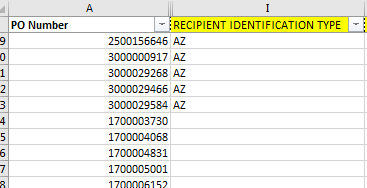 A I
PO Number RECIPIENT IDENTIFICATION TYPE
9 2500156646 AZ
0 3000000917 AZ
1 3000029268 AZ
2 3000029466 AZ
3 3000029584 AZ
4 1700003730
5 1700004068
6 1700004831
7 1700005001
8 1700006152